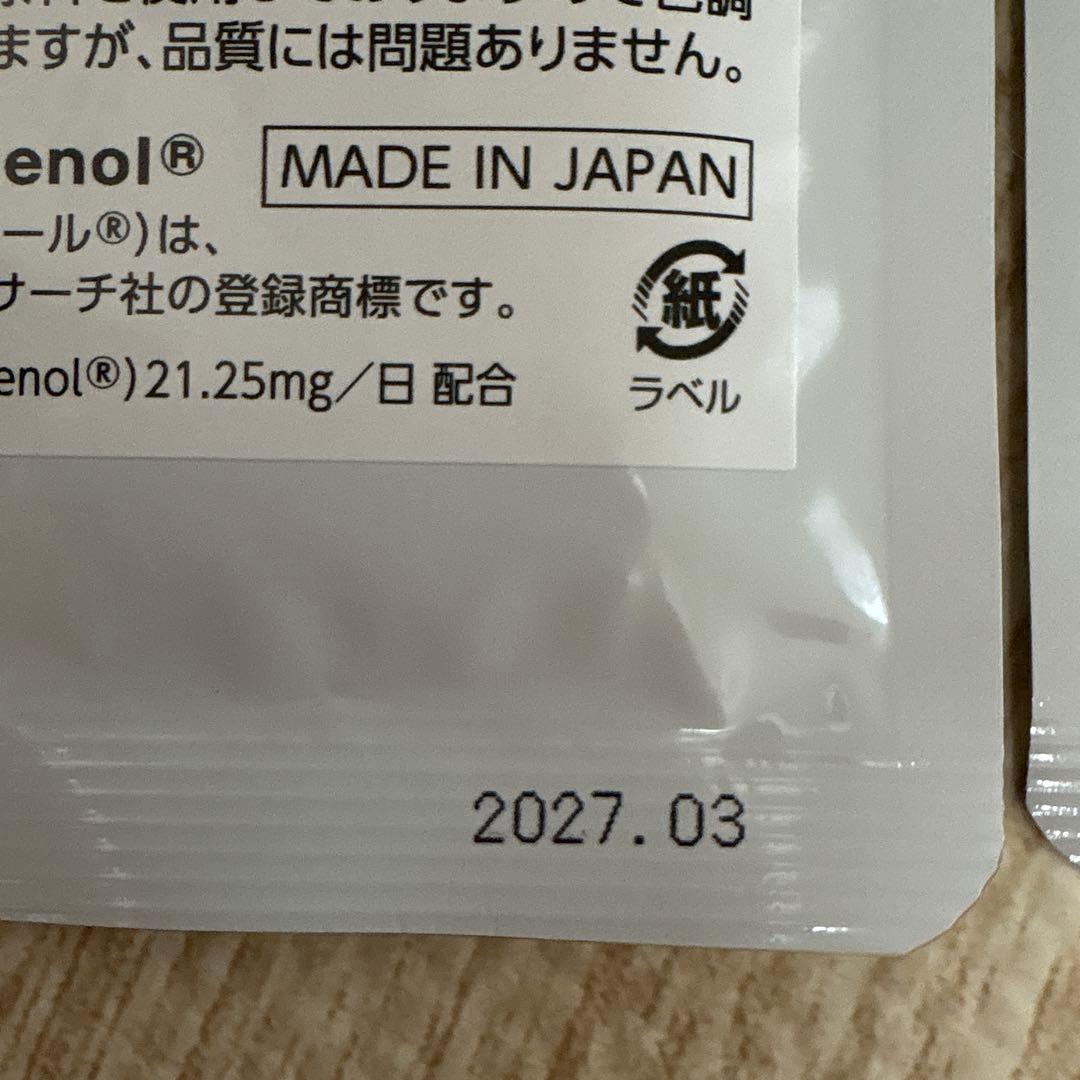 ますが、品質には問題ありません。
enol®
MADE IN JAPAN
ール®)は、
サーチ社の登録商標です。
紙
enol®)21.25mg／日 配合
ラベル
2027.03